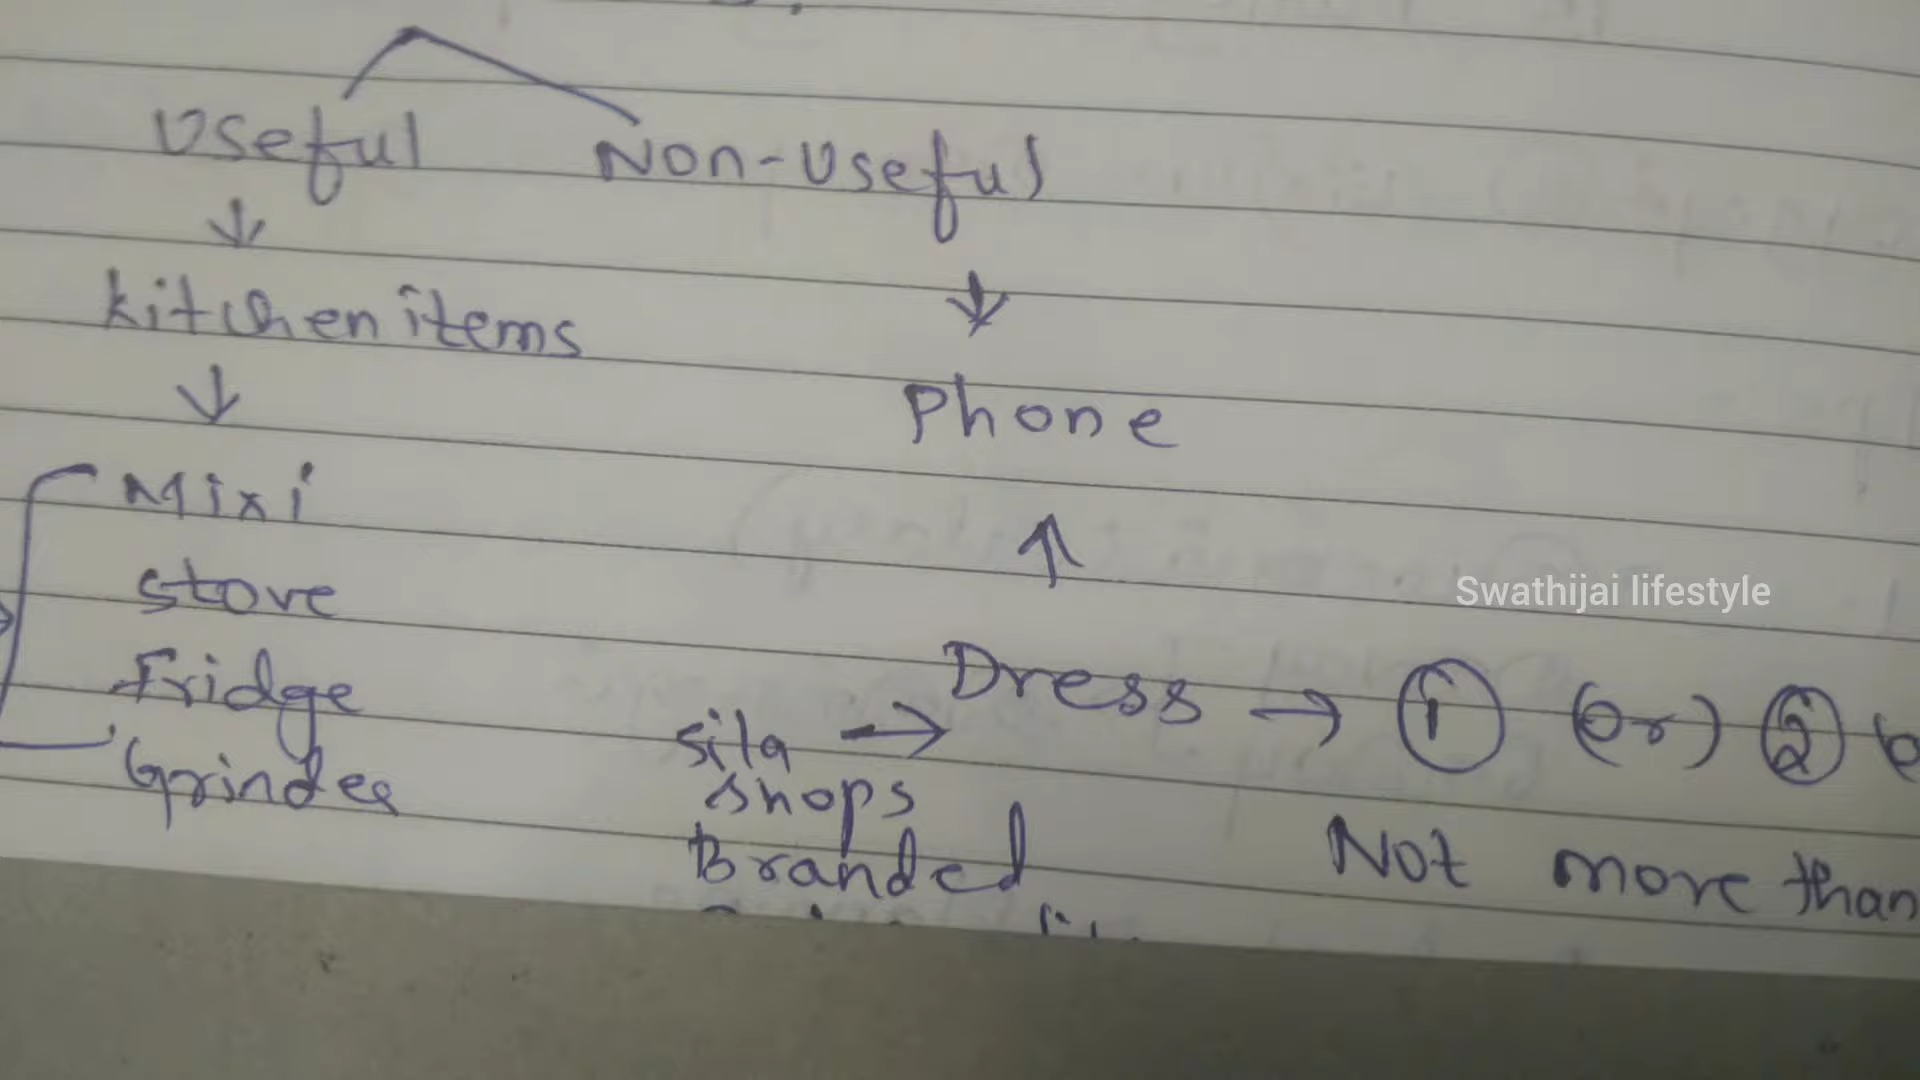 Useful Non-Useful
↓ ↓
kitchen items
↓ Phone
Mixi ↑
stove
Swathijai lifestyle
Fridge Dress → ① (or) ②
sila →
Grinder shops
Branded Not more than